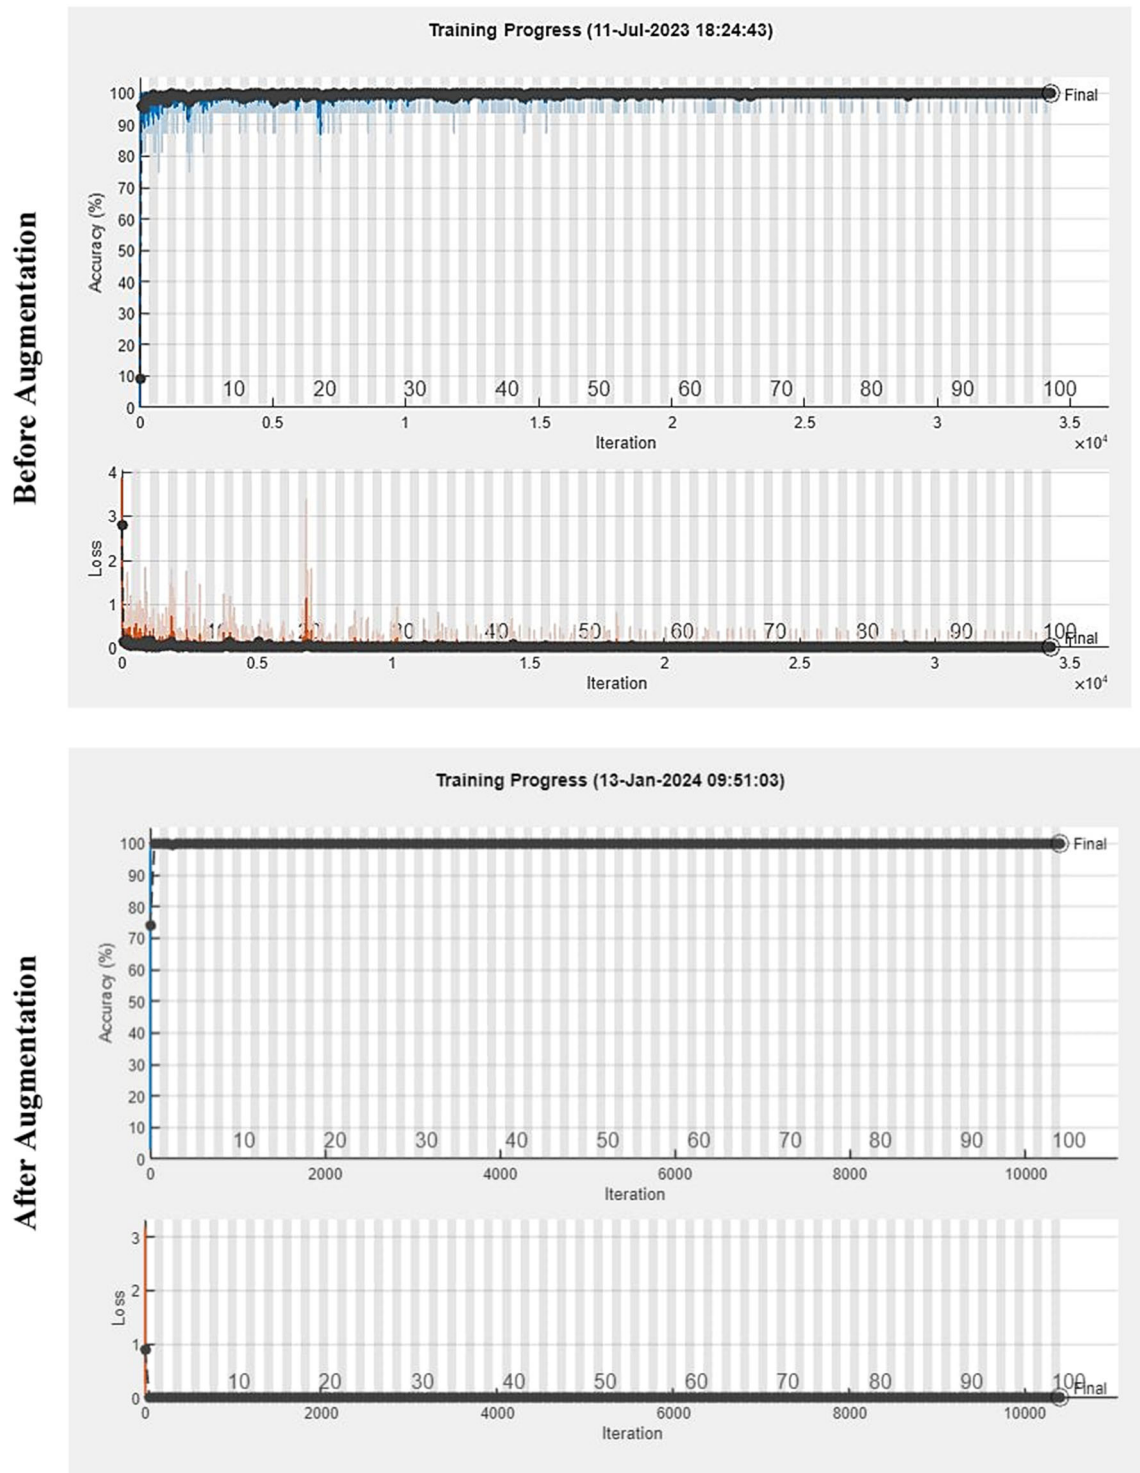 Before Augmentation
Training Progress (11-Jul-2023 18:24:43)
Accuracy (%)
100
90
80
70
60
50
40
30
20
10
0
Final
10 20 30 40 50 60 70 80 90 100
0 0.5 1 1.5 2 2.5 3 3.5
Iteration
×10⁴
Loss
4
3
2
1
0
10 20 30 40 50 60 70 80 90 100
Final
0 0.5 1 1.5 2 2.5 3 3.5
Iteration
×10⁴
After Augmentation
Training Progress (13-Jan-2024 09:51:03)
Accuracy (%)
100
90
80
70
60
50
40
30
20
10
0
Final
10 20 30 40 50 60 70 80 90 100
0 2000 4000 6000 8000 10000
Iteration
Loss
3
2
1
0
10 20 30 40 50 60 70 80 90 100
Final
0 2000 4000 6000 8000 10000
Iteration